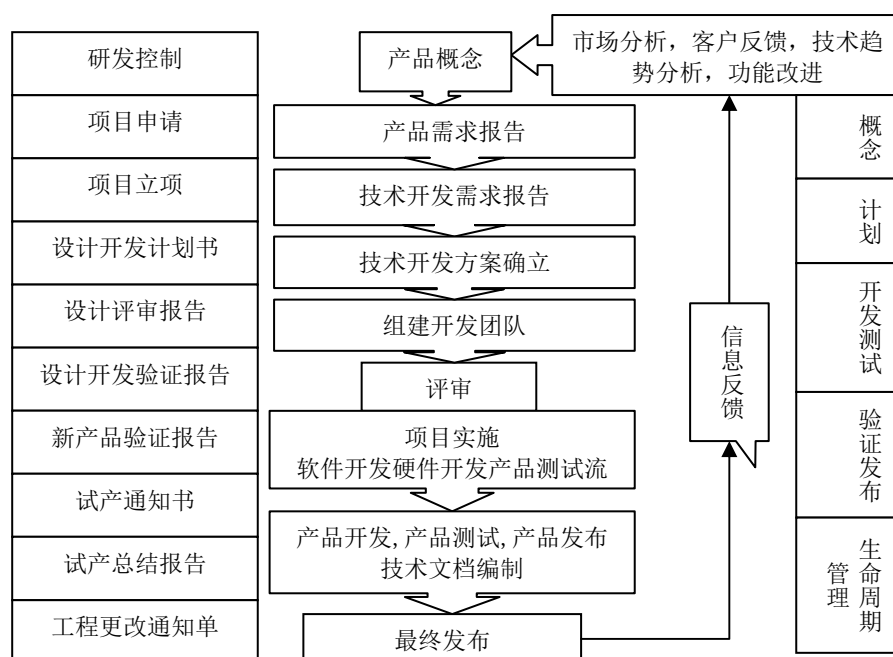 研发控制
项目申请
项目立项
设计开发计划书
设计评审报告
设计开发验证报告
新产品验证报告
试产通知书
试产总结报告
工程更改通知单
产品概念
产品需求报告
技术开发需求报告
技术开发方案确立
组建开发团队
评审
项目实施
软件开发硬件开发产品测试流
产品开发,产品测试,产品发布
技术文档编制
最终发布
市场分析，客户反馈，技术趋
势分析，功能改进
信息反馈
概念
计划
开发测试
验证发布
生命周期
管理